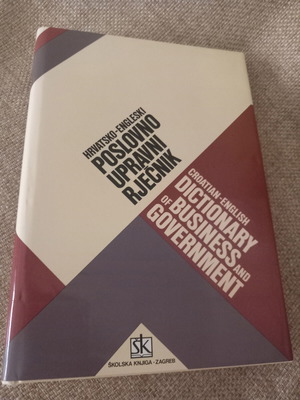 HRVATSKO-ENGLESKI
POSLOVNO
UPRAVNI
RJEČNIK
CROATIAN-ENGLISH
DICTIONARY
OF BUSINESS AND
GOVERNMENT
šk
ŠKOLSKA KNJIGA - ZAGREB